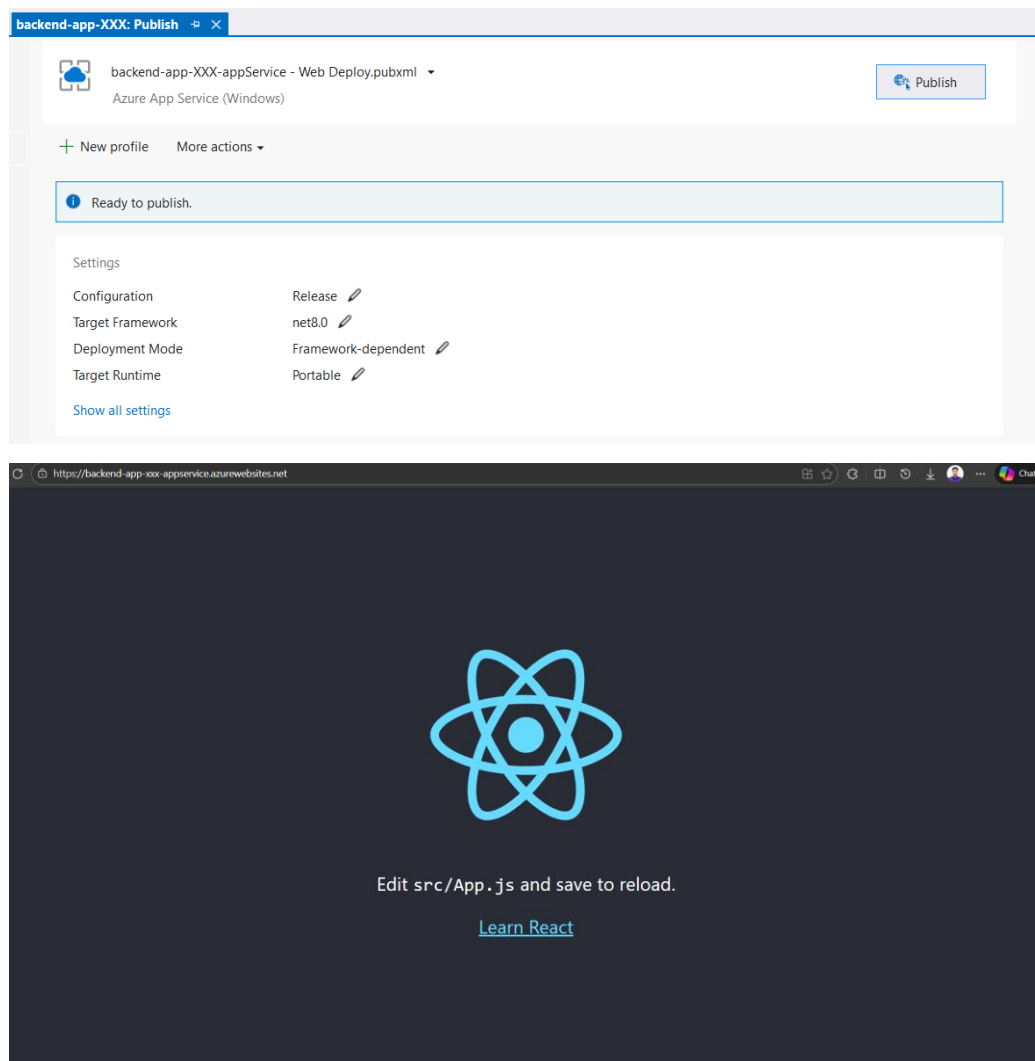 backend-app-XXX: Publish
backend-app-XXX-appService - Web Deploy.pubxml
Azure App Service (Windows)
Publish
New profile More actions
Ready to publish.
Settings
Configuration Release
Target Framework net8.0
Deployment Mode Framework-dependent
Target Runtime Portable
Show all settings
https://backend-app-xxx-appservice.azurewebsites.net
Chat
Edit src/App.js and save to reload.
Learn React